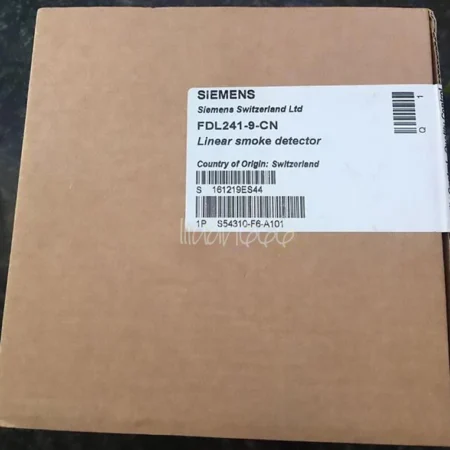 SIEMENS
Siemens Switzerland Ltd
FDL241-9-CN
Linear smoke detector
Country of Origin: Switzerland
S 161219ES44
1P S54310-F6-A101
Q 1